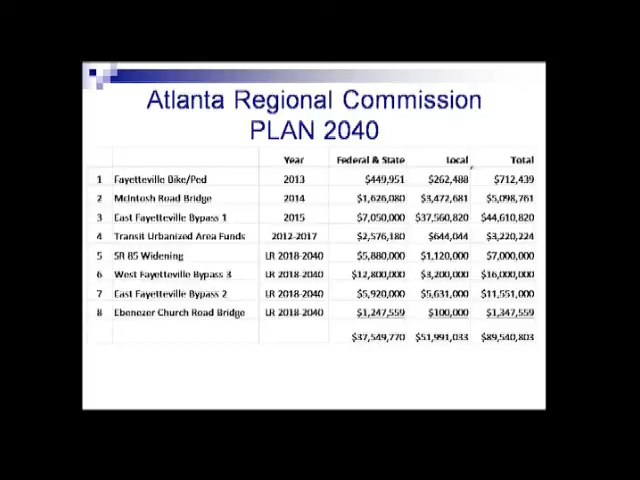 Atlanta Regional Commission
PLAN 2040
Year Federal & State Local Total
1 Fayetteville Bike/Ped 2013 $449,951 $262,488 $712,439
2 McIntosh Road Bridge 2014 $1,626,080 $3,472,681 $5,098,761
3 East Fayetteville Bypass 1 2015 $7,050,000 $37,560,820 $44,610,820
4 Transit Urbanized Area Funds 2012-2017 $2,576,180 $644,044 $3,220,224
5 SR 85 Widening LR 2018-2040 $5,880,000 $1,120,000 $7,000,000
6 West Fayetteville Bypass 3 LR 2018-2040 $12,800,000 $3,200,000 $16,000,000
7 East Fayetteville Bypass 2 LR 2018-2040 $5,920,000 $5,631,000 $11,551,000
8 Ebenezer Church Road Bridge LR 2018-2040 $1,247,559 $100,000 $1,347,559
$37,549,770 $51,991,033 $89,540,803